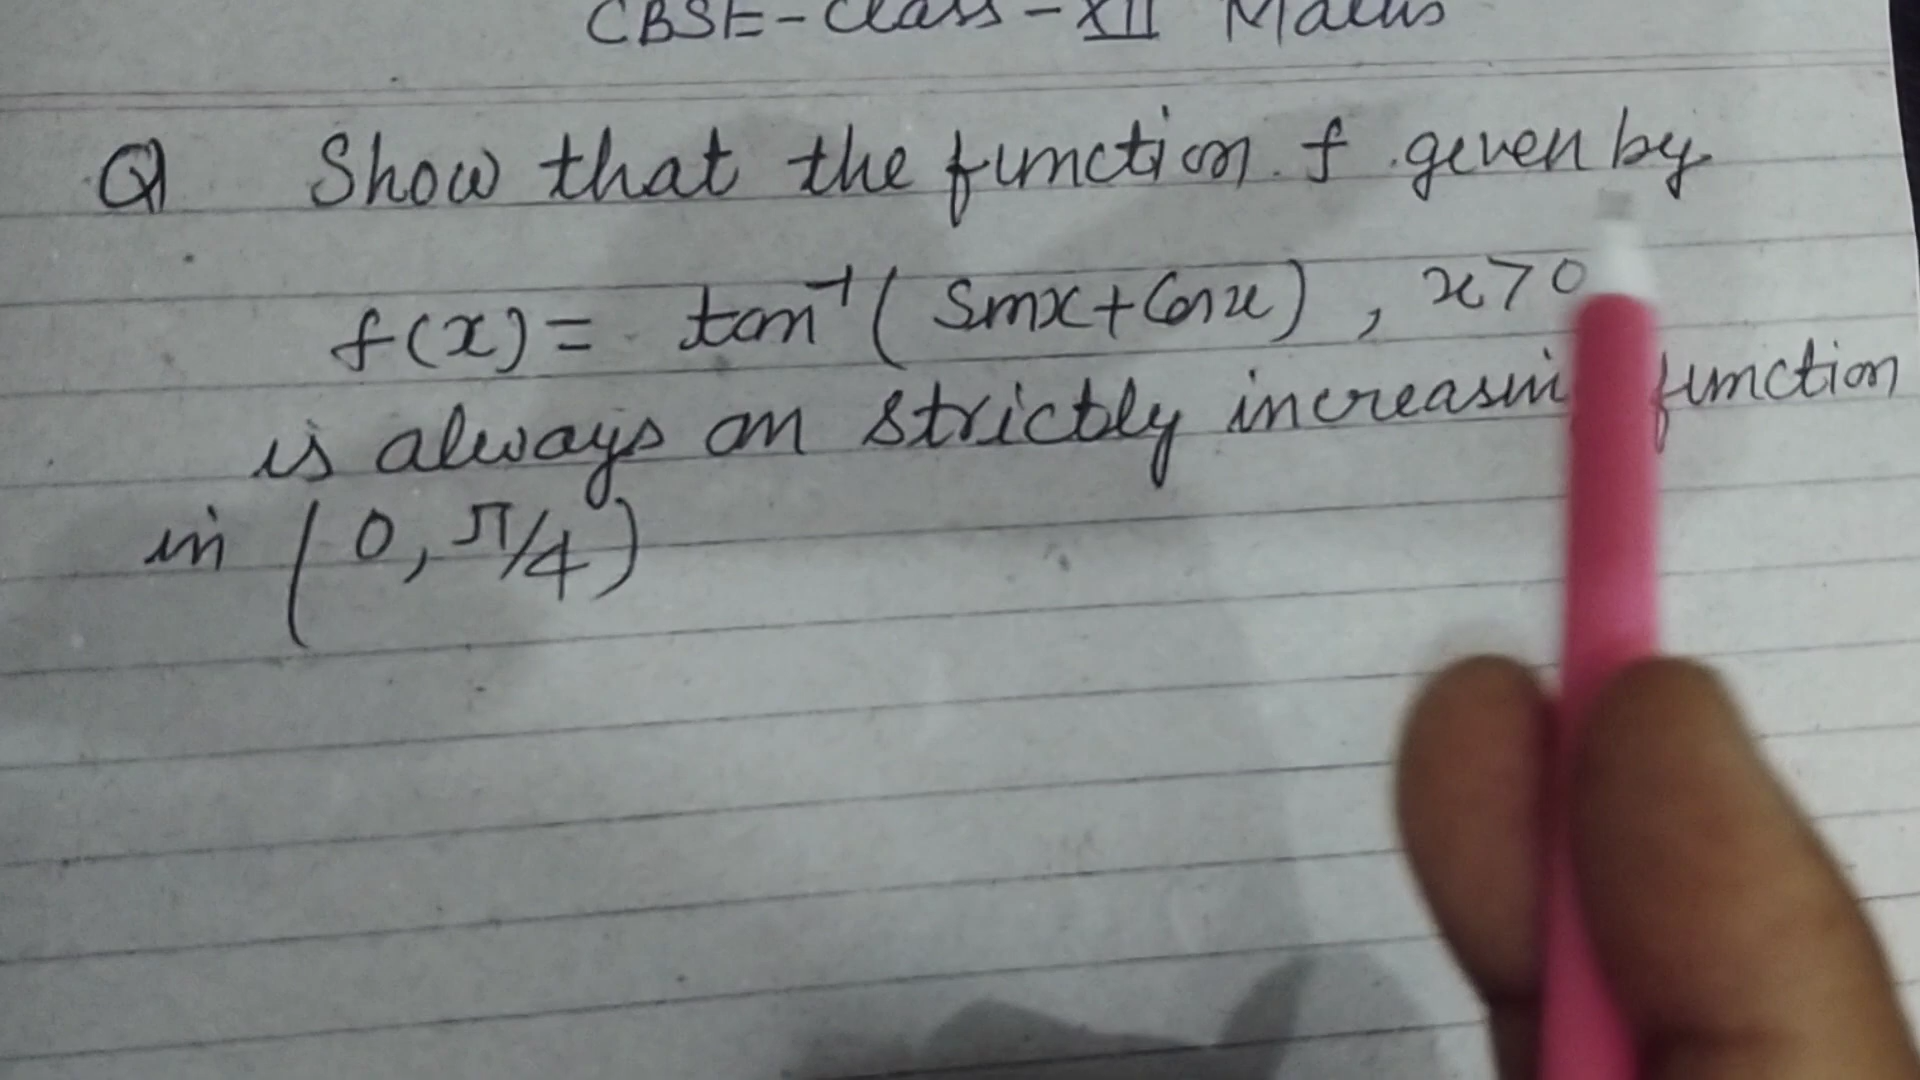 CBSE - Class - XII Maths
Q Show that the function f given by
f(x) = tan⁻¹ ( Sinx + Cosx ) , x > 0
is always an strictly increasing function
in ( 0, π/4 )